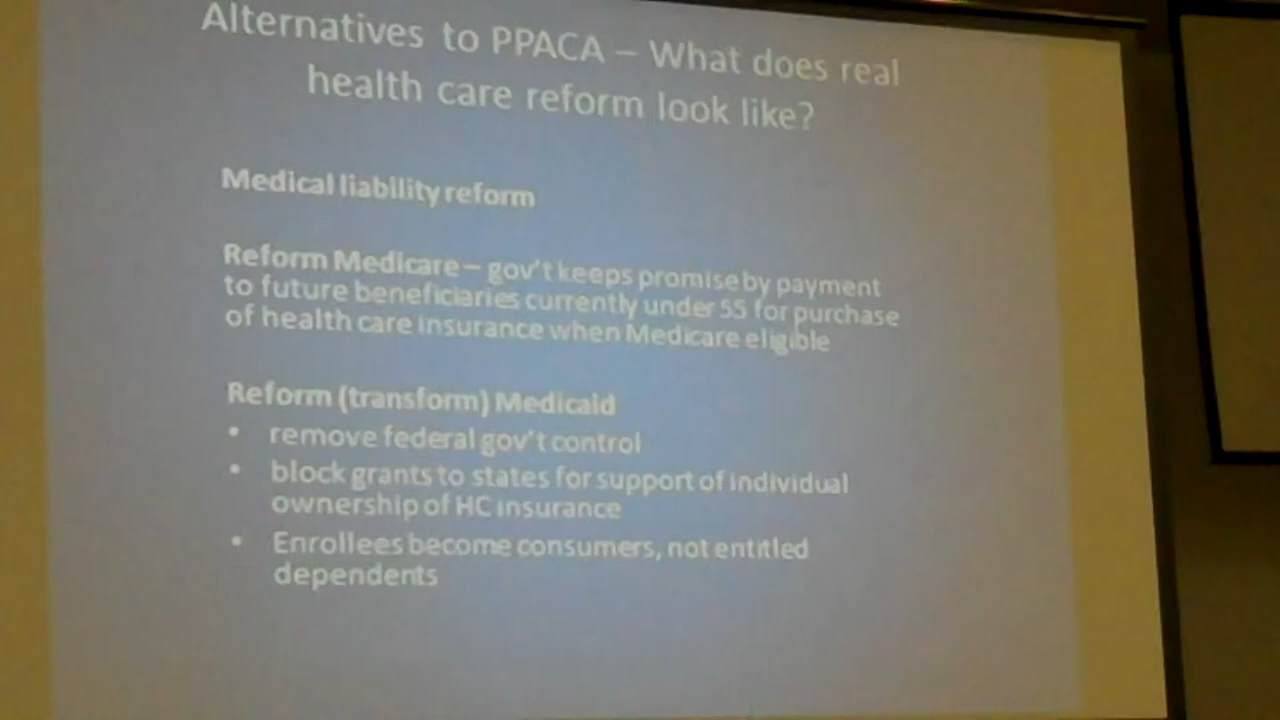 Alternatives to PPACA – What does real
health care reform look like?
Medical liability reform
Reform Medicare – gov't keeps promise by payment
to future beneficiaries currently under 55 for purchase
of health care insurance when Medicare eligible
Reform (transform) Medicaid
• remove federal gov't control
• block grants to states for support of individual
ownership of HC insurance
• Enrollees become consumers, not entitled
dependents